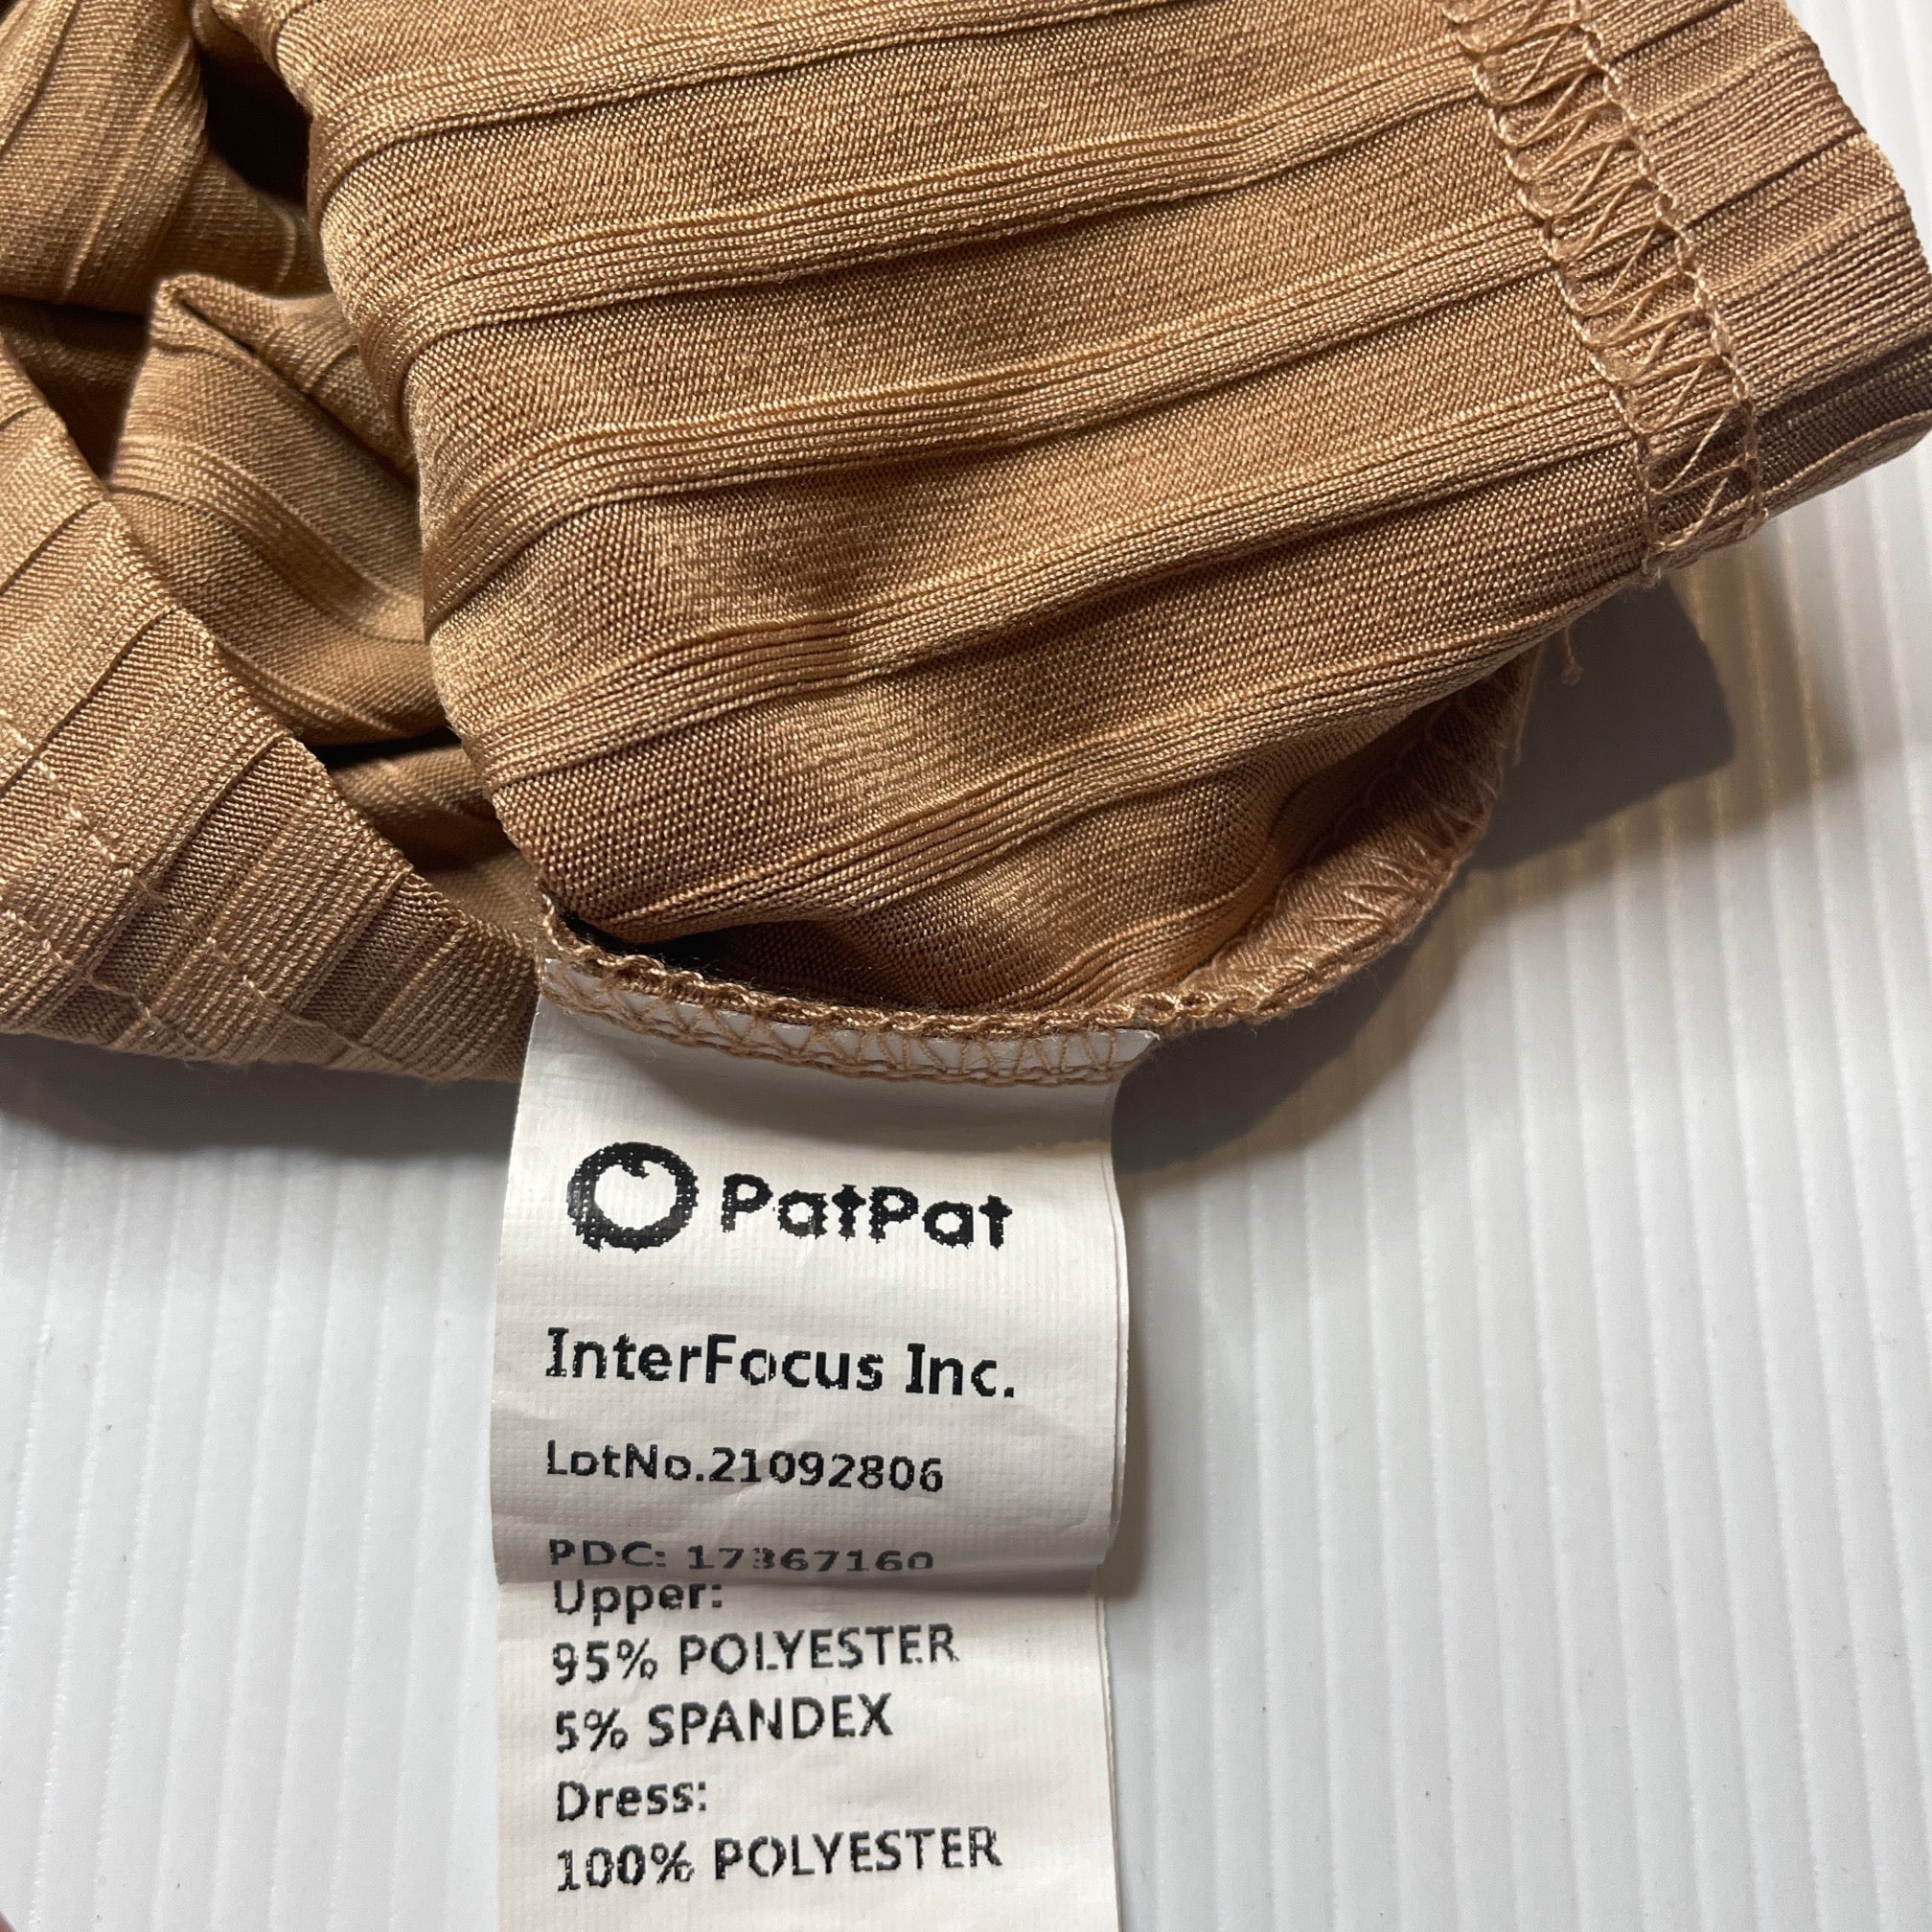 PatPat
InterFocus Inc.
LotNo.21092806
PDC: 17367160
Upper:
95% POLYESTER
5% SPANDEX
Dress:
100% POLYESTER